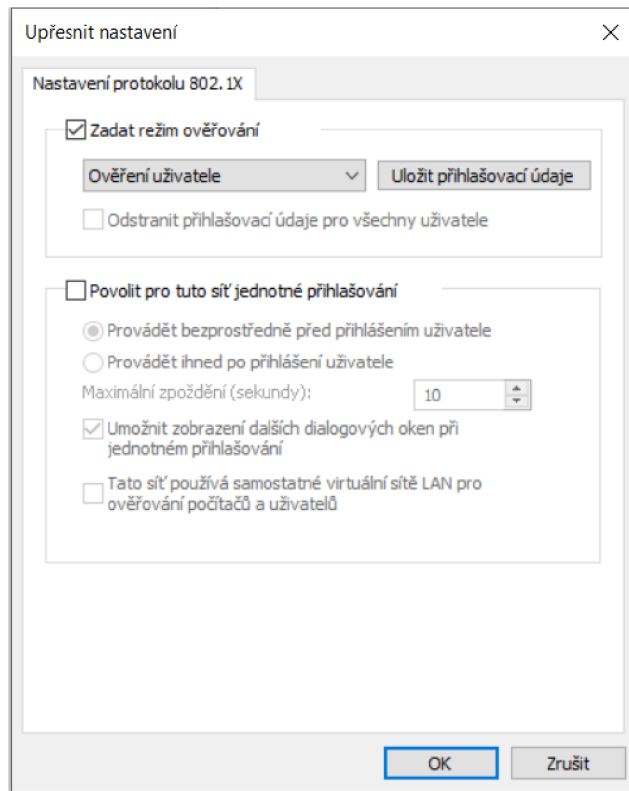 Upřesnit nastavení
Nastavení protokolu 802.1X
Zadat režim ověřování
Ověření uživatele
Uložit přihlašovací údaje
Odstranit přihlašovací údaje pro všechny uživatele
Povolit pro tuto síť jednotné přihlašování
Provádět bezprostředně před přihlášením uživatele
Provádět ihned po přihlášení uživatele
Maximální zpoždění (sekundy):
10
Umožnit zobrazení dalších dialogových oken při
jednotném přihlašování
Tato síť používá samostatné virtuální sítě LAN pro
ověřování počítačů a uživatelů
OK
Zrušit